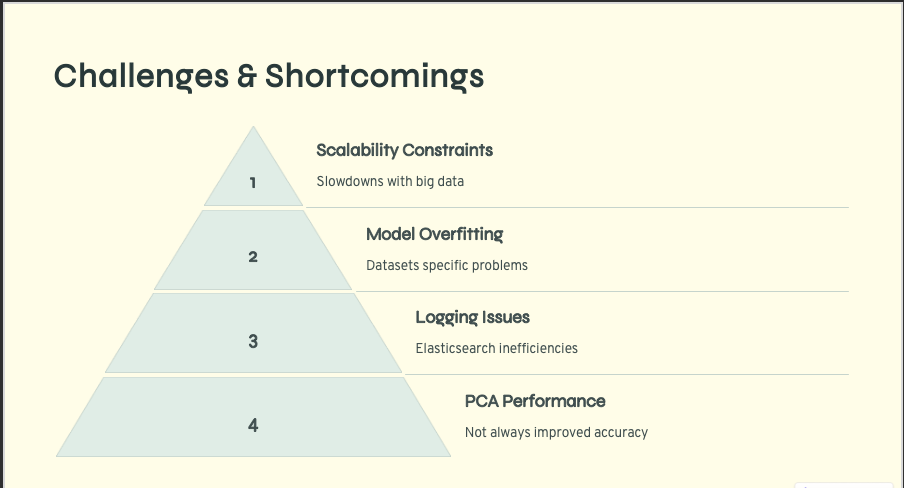 Challenges & Shortcomings
1
Scalability Constraints
Slowdowns with big data
2
Model Overfitting
Datasets specific problems
3
Logging Issues
Elasticsearch inefficiencies
4
PCA Performance
Not always improved accuracy